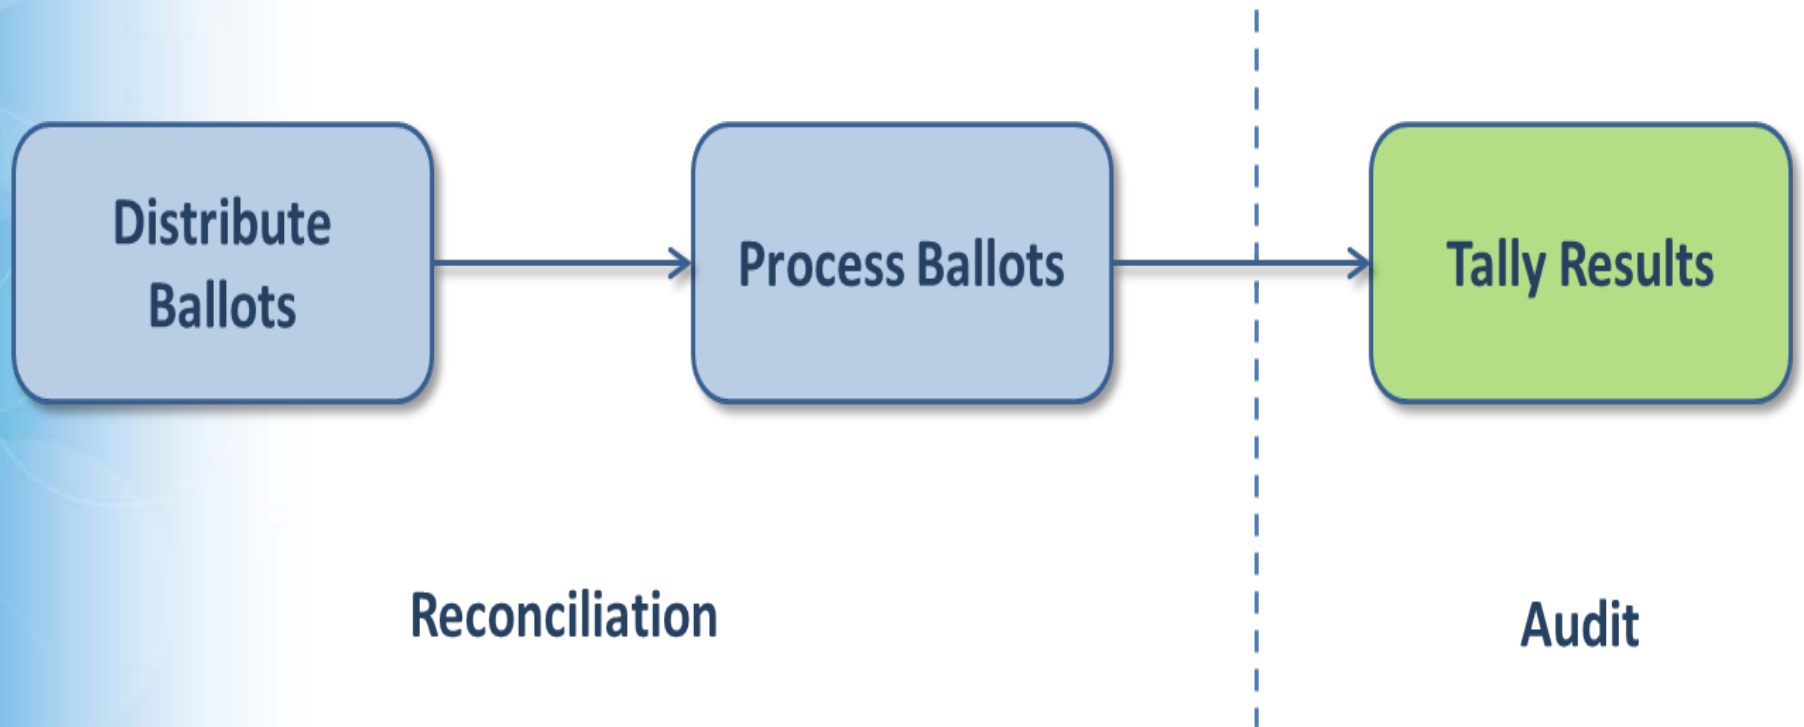 Distribute
Ballots
Process Ballots
Tally Results
Reconciliation
Audit